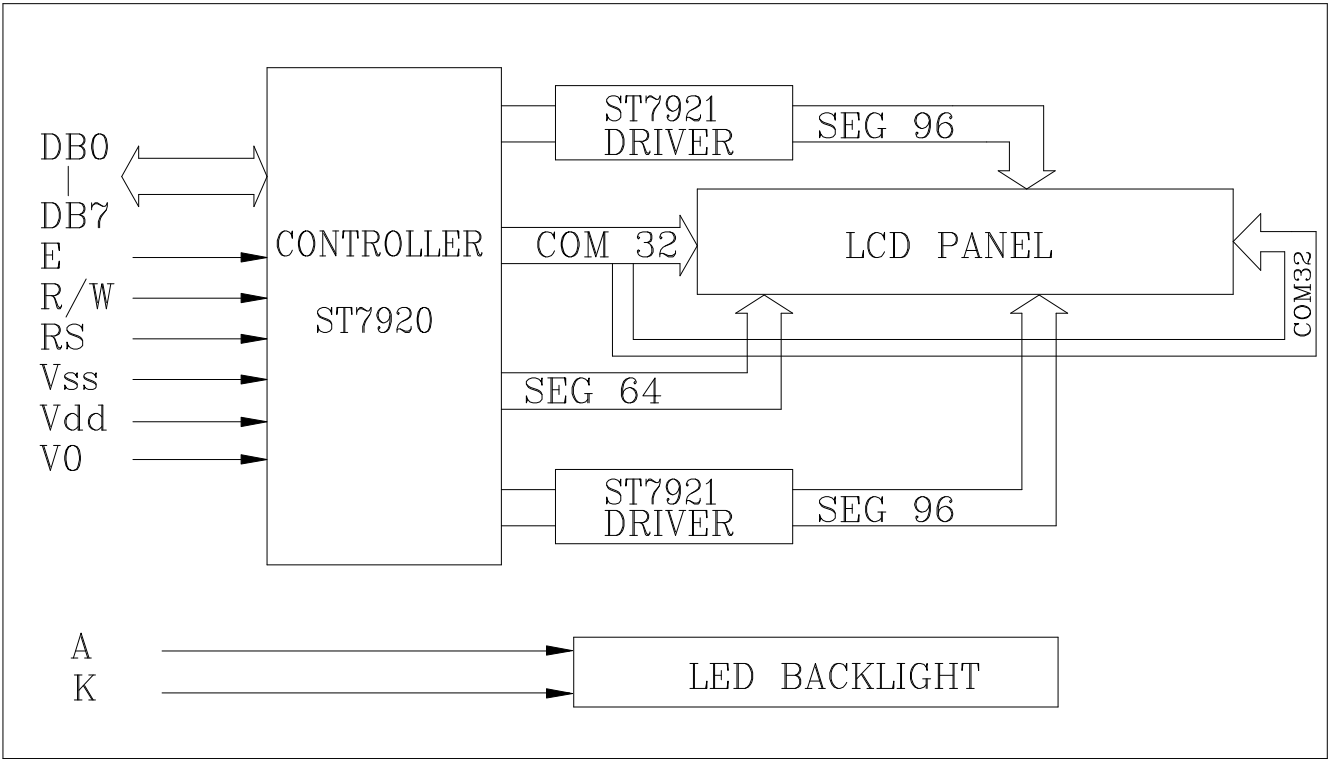 DB0
DB7
E
R/W
RS
Vss
Vdd
V0
CONTROLLER
ST7920
ST7921
DRIVER
SEG 96
COM 32
LCD PANEL
COM32
SEG 64
ST7921
DRIVER
SEG 96
A
K
LED BACKLIGHT